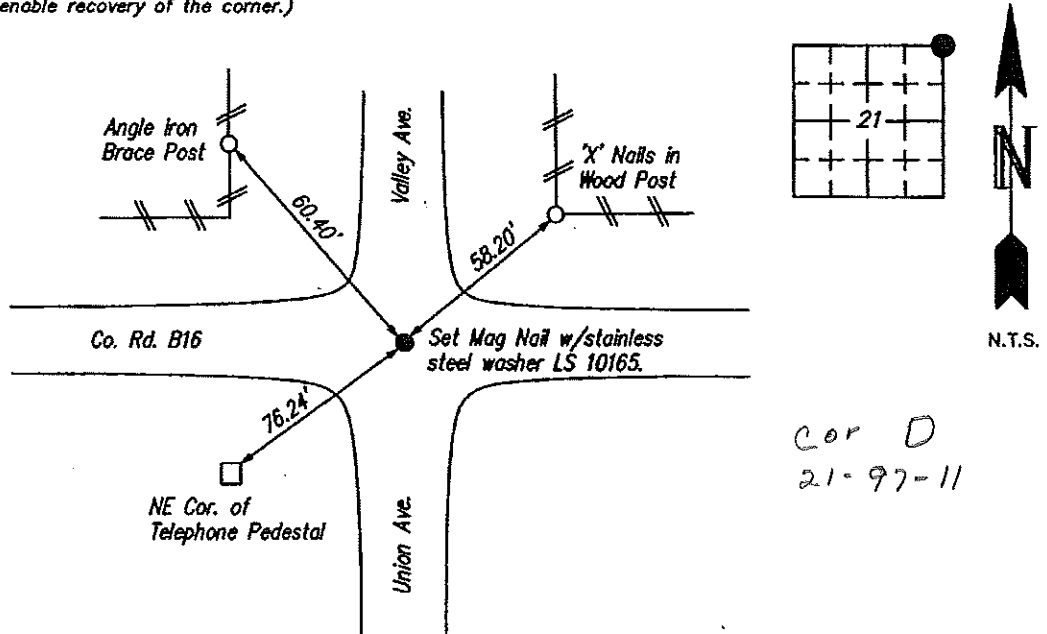 enable recovery of the corner.)
Angle Iron
Brace Post
Valley Ave.
'X' Nails in
Wood Post
21
N
60.40'
58.20'
Co. Rd. B16
Set Mag Nail w/stainless
steel washer LS 10165.
N.T.S.
76.24'
NE Cor. of
Telephone Pedestal
Union Ave.
Cor D
21-97-11